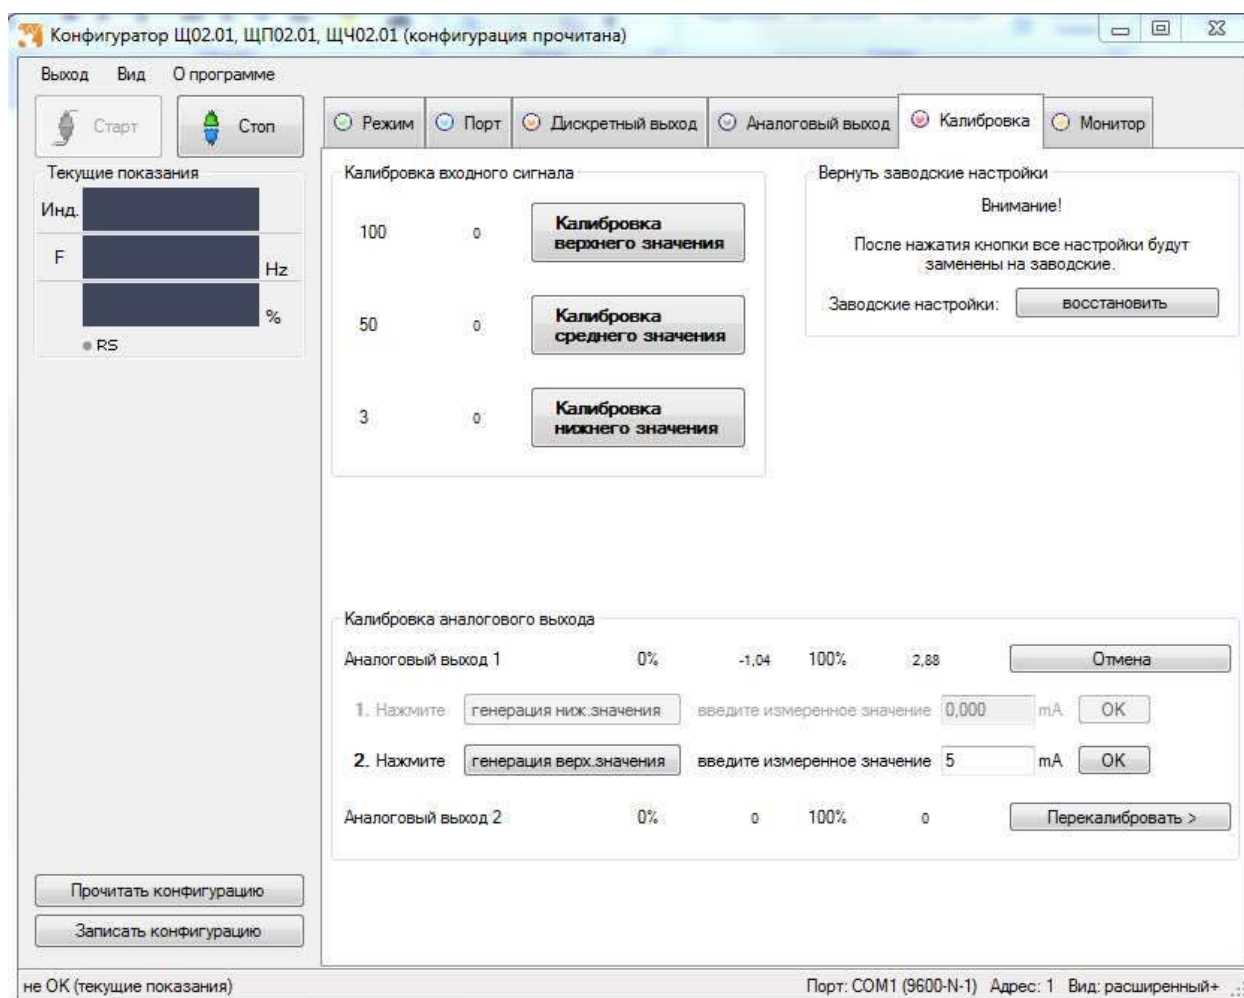 Конфигуратор Щ02.01, ЩП02.01, ЩЧ02.01 (конфигурация прочитана)
Выход Вид О программе
Старт Стоп
Режим Порт Дискретный выход Аналоговый выход Калибровка Монитор
Текущие показания
Инд.
F
Hz
%
RS
Калибровка входного сигнала
100 0 Калибровка
верхнего значения
50 0 Калибровка
среднего значения
3 0 Калибровка
нижнего значения
Вернуть заводские настройки
Внимание!
После нажатия кнопки все настройки будут
заменены на заводские.
Заводские настройки: восстановить
Калибровка аналогового выхода
Аналоговый выход 1 0% -1,04 100% 2,88 Отмена
1. Нажмите генерация ниж.значения введите измеренное значение 0,000 mA OK
2. Нажмите генерация верх.значения введите измеренное значение 5 mA OK
Аналоговый выход 2 0% 0 100% 0 Перекалибровать >
Прочитать конфигурацию
Записать конфигурацию
не OK (текущие показания) Порт: COM1 (9600-N-1) Адрес: 1 Вид: расширенный+